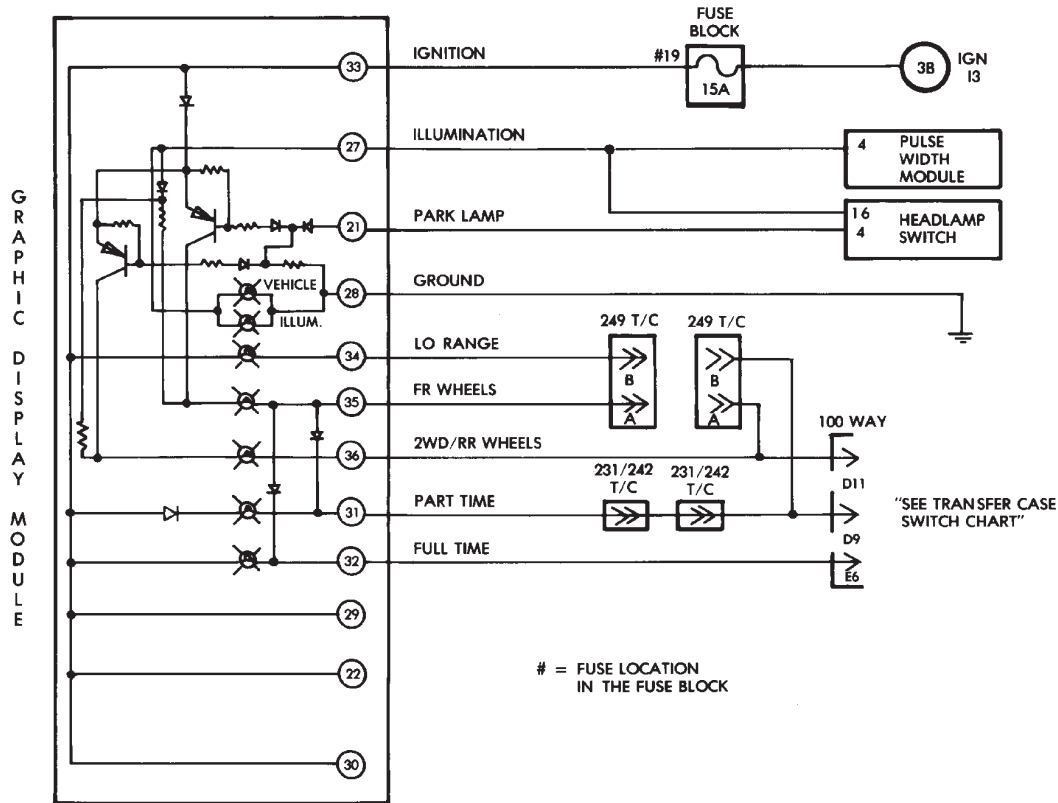 FUSE
BLOCK
#19
15A
3B
IGN
I3
33
IGNITION
27
ILLUMINATION
4
PULSE
WIDTH
MODULE
21
PARK LAMP
16
4
HEADLAMP
SWITCH
28
GROUND
VEHICLE
ILLUM.
GRAPHIC DISPLAY MODULE
249 T/C
249 T/C
34
LO RANGE
B
B
35
FR WHEELS
A
A
36
2WD/RR WHEELS
100 WAY
D11
231/242
T/C
231/242
T/C
31
PART TIME
D9
"SEE TRANSFER CASE
SWITCH CHART"
32
FULL TIME
E6
29
22
30
# = FUSE LOCATION
IN THE FUSE BLOCK